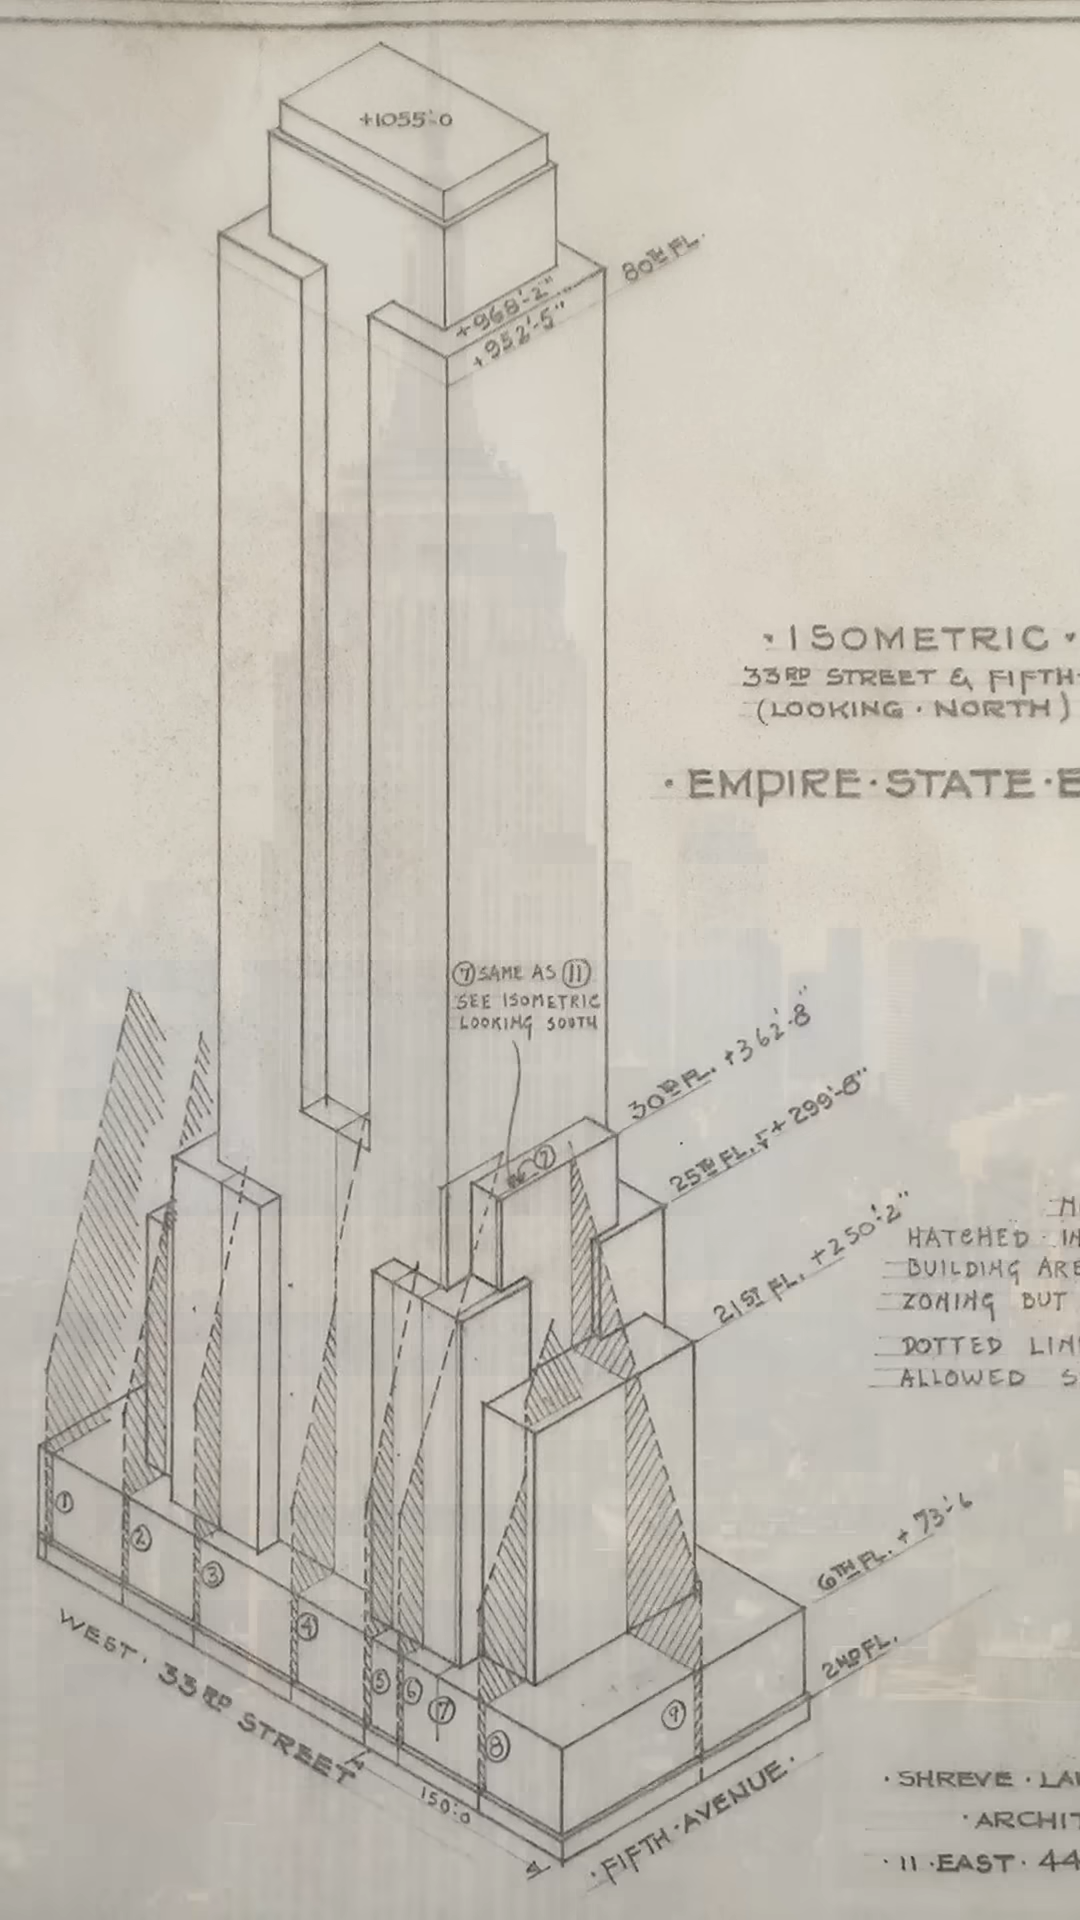 +1055'-0
80TH FL.
+968'-2"
+952'-5"
· ISOMETRIC ·
33RD STREET & FIFTH
(LOOKING · NORTH)
· EMPIRE · STATE ·
⑦ SAME AS ⑪
SEE ISOMETRIC
LOOKING SOUTH
30TH FL. +362'-8"
25TH FL. +299'-8"
21ST FL. +250'-2"
⑦
HATCHED
BUILDING
ZONING BUT
DOTTED
ALLOWED
6TH FL. +73'-6
2ND FL.
① ② ③ ④ ⑤ ⑥ ⑦ ⑧ ⑨
WEST · 33RD STREET
150'-0
· FIFTH · AVENUE ·
· SHREVE ·
· 11 · EAST · 44